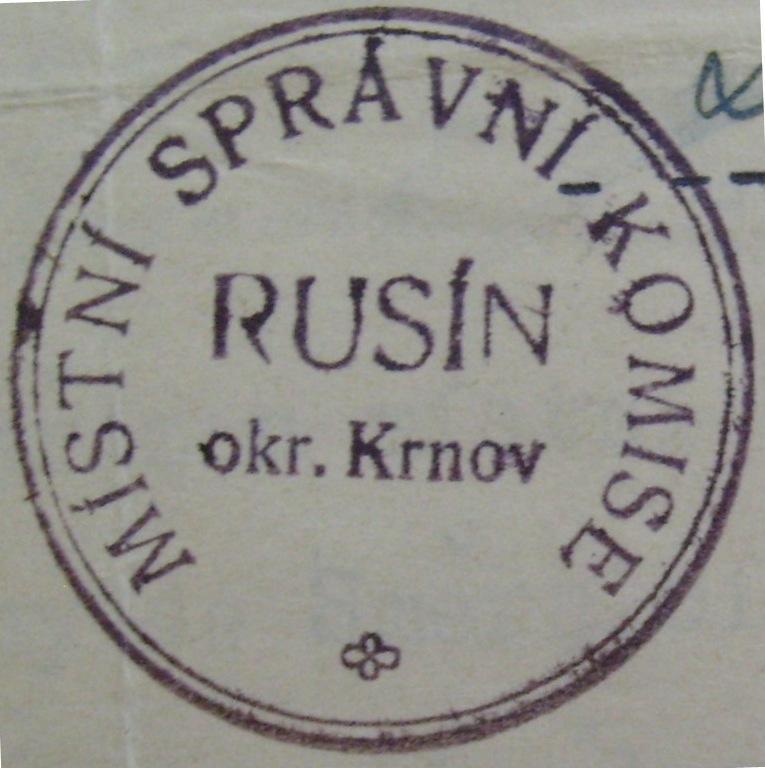 MÍSTNÍ SPRÁVNÍ KOMISE
RUSÍN
okr. Krnov